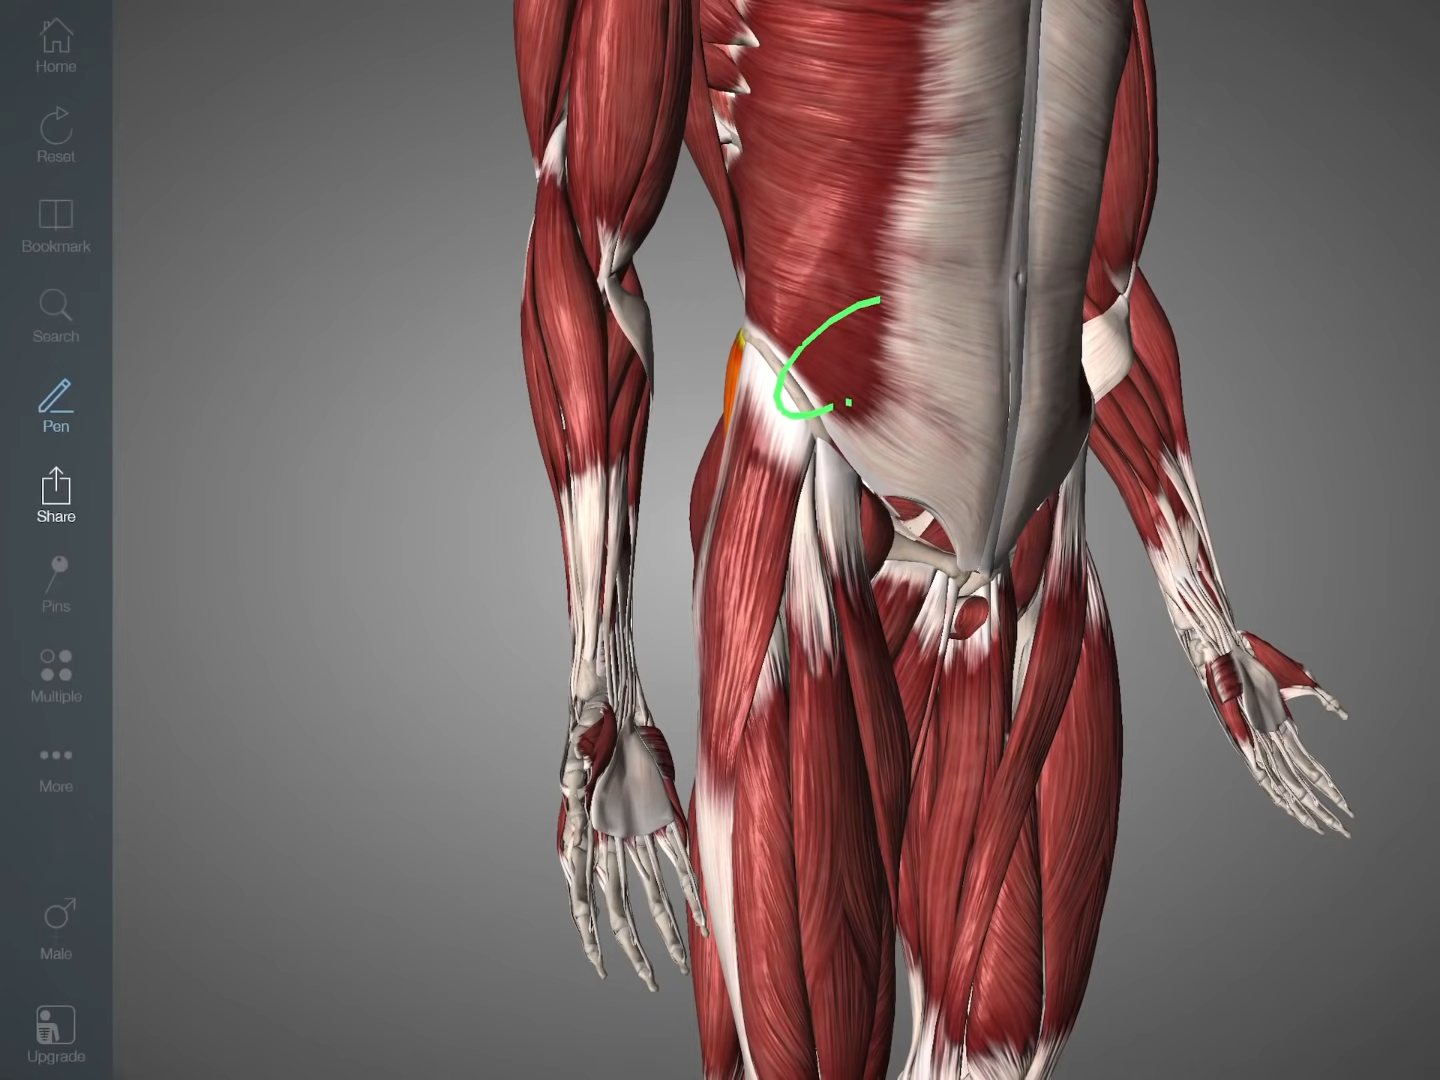 Home
Reset
Bookmark
Search
Pen
Share
Pins
Multiple
More
Male
Upgrade